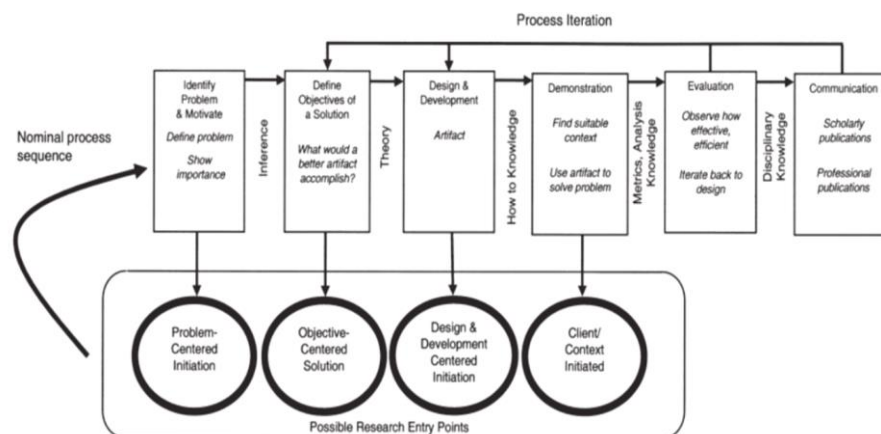 Process Iteration
Nominal process
sequence
Identify
Problem
& Motivate
Define problem
Show
importance
Inference
Define
Objectives of
a Solution
What would a
better artifact
accomplish?
Theory
Design &
Development
Artifact
How to Knowledge
Demonstration
Find suitable
context
Use artifact to
solve problem
Metrics, Analysis
Knowledge
Evaluation
Observe how
effective,
efficient
Iterate back to
design
Disciplinary
Knowledge
Communication
Scholarly
publications
Professional
publications
Problem-
Centered
Initiation
Objective-
Centered
Solution
Design &
Development
Centered
Initiation
Client/
Context
Initiated
Possible Research Entry Points